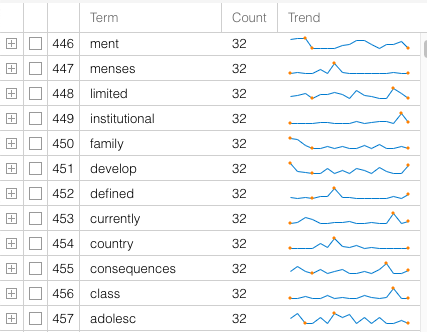 Term Count Trend
446 ment 32
447 menses 32
448 limited 32
449 institutional 32
450 family 32
451 develop 32
452 defined 32
453 currently 32
454 country 32
455 consequences 32
456 class 32
457 adolesc 32